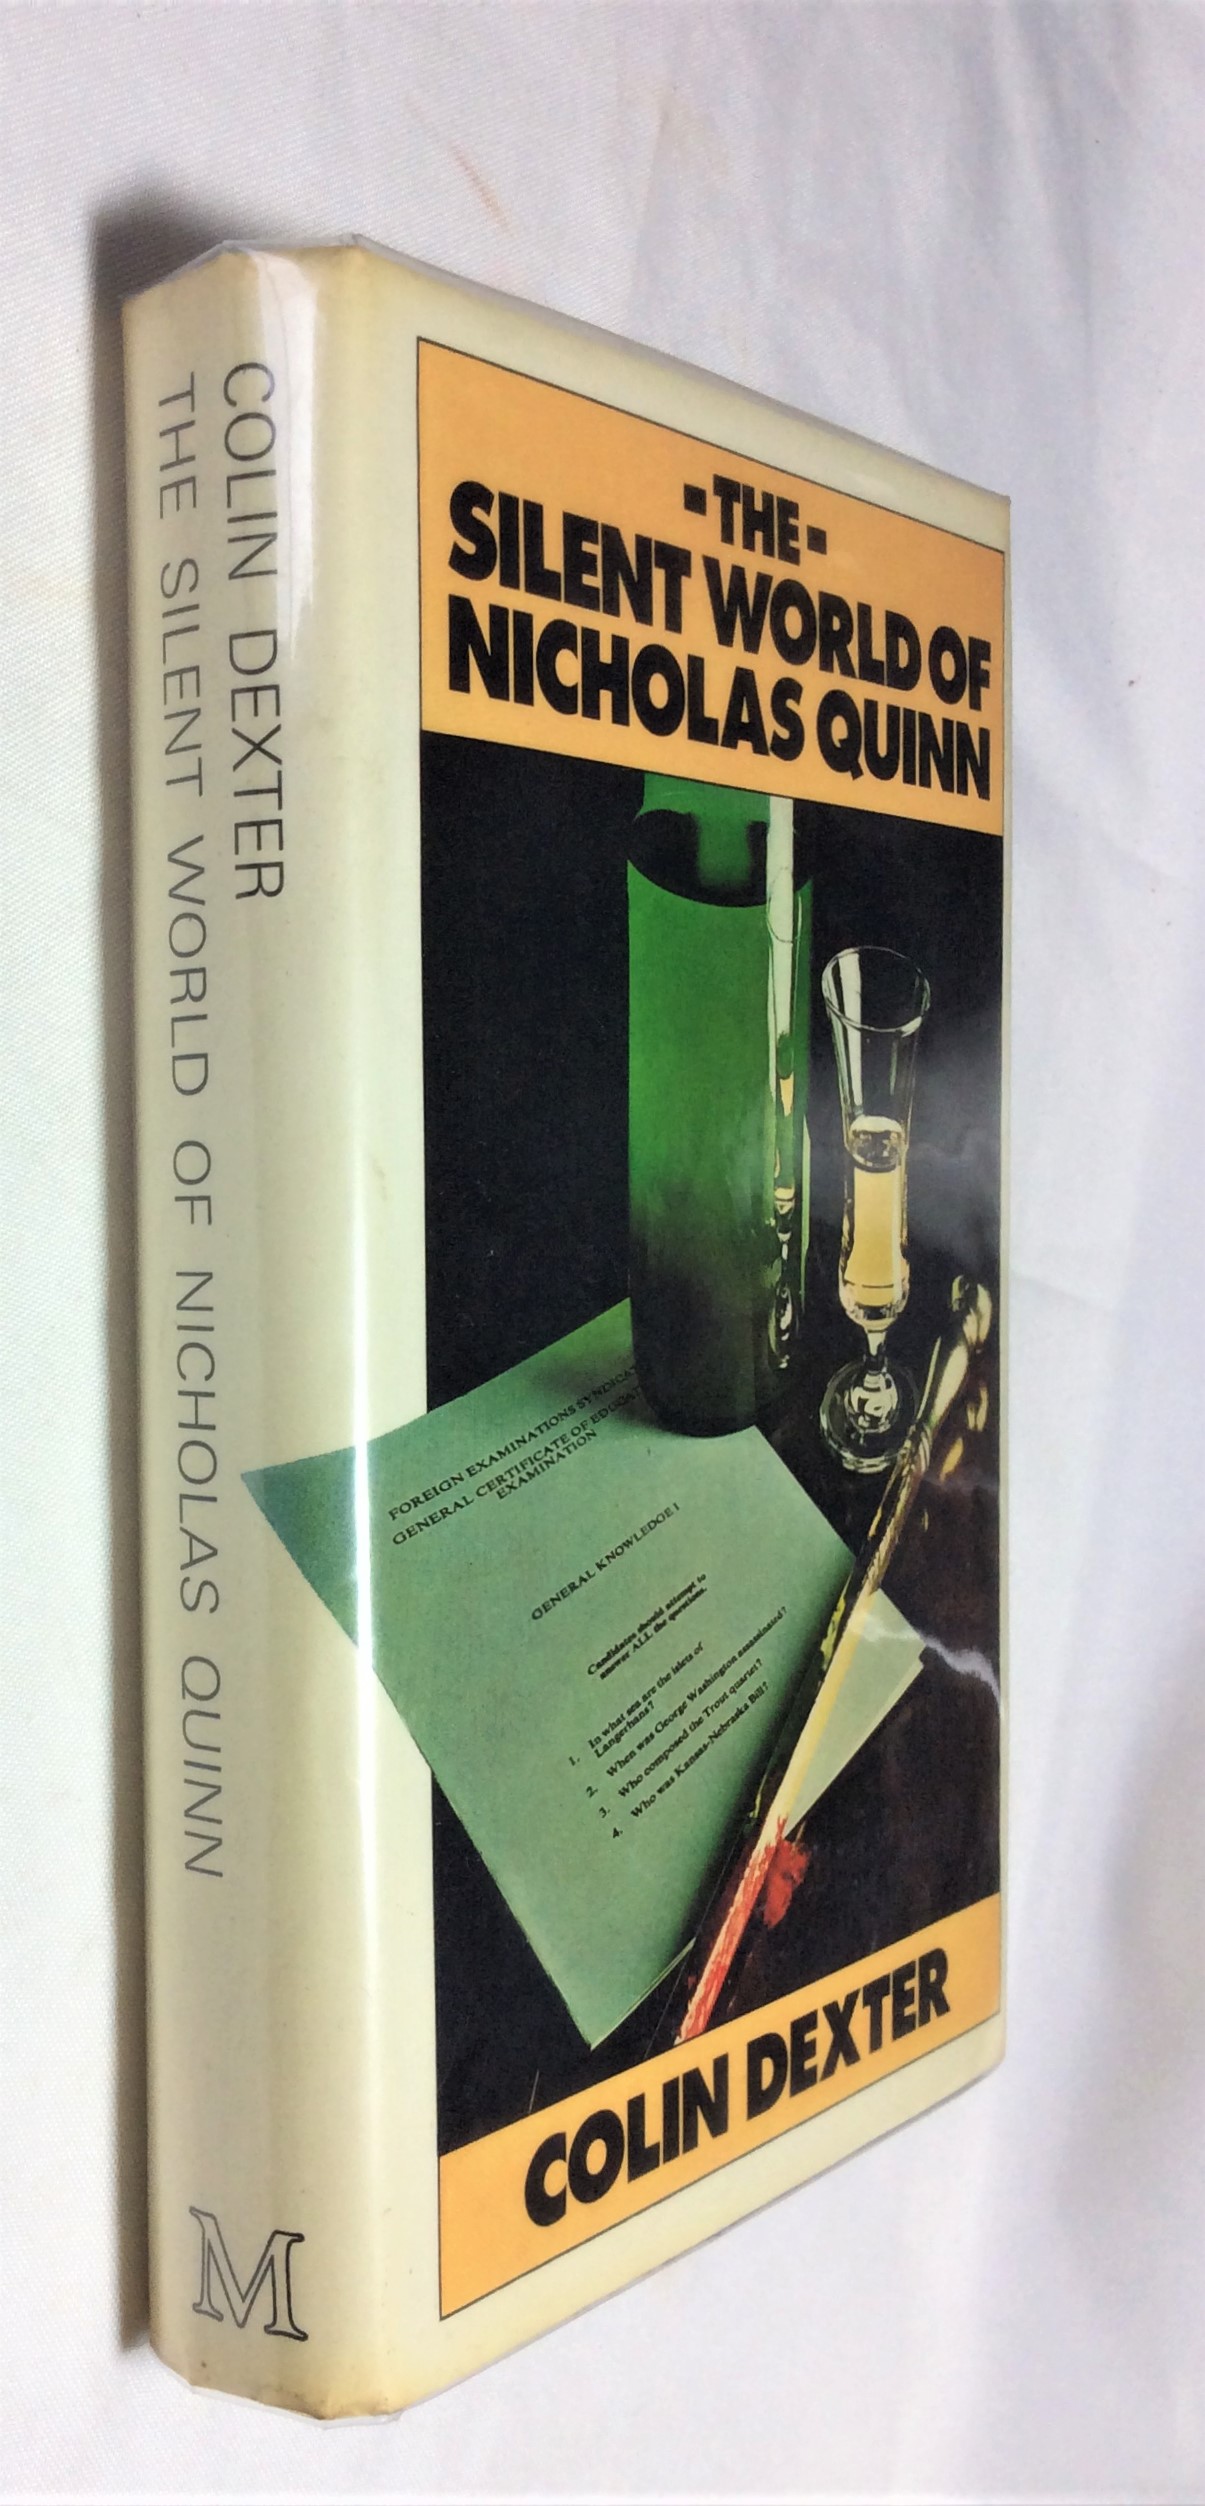 COLIN DEXTER
THE SILENT WORLD OF NICHOLAS QUINN
M
-THE-
SILENT WORLD OF
NICHOLAS QUINN
FOREIGN EXAMINATIONS SYNDICAT
GENERAL CERTIFICATE OF EDUCAT
EXAMINATION
GENERAL KNOWLEDGE I
Candidates should attempt to
answer ALL the questions.
1. In what sea are the islets of
Langerhans?
2. When was George Washington assassinated?
3. Who composed the Trout quartet?
4. Who was Kansas-Nebraska Bill?
COLIN DEXTER